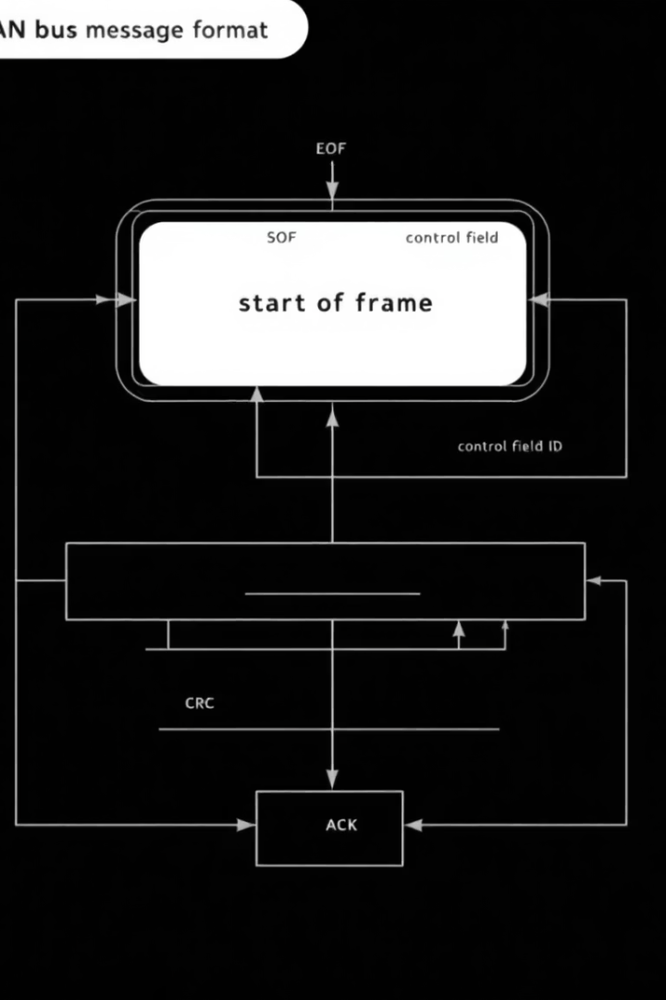 AN bus message format
EOF
SOF control field
start of frame
control field ID
CRC
ACK